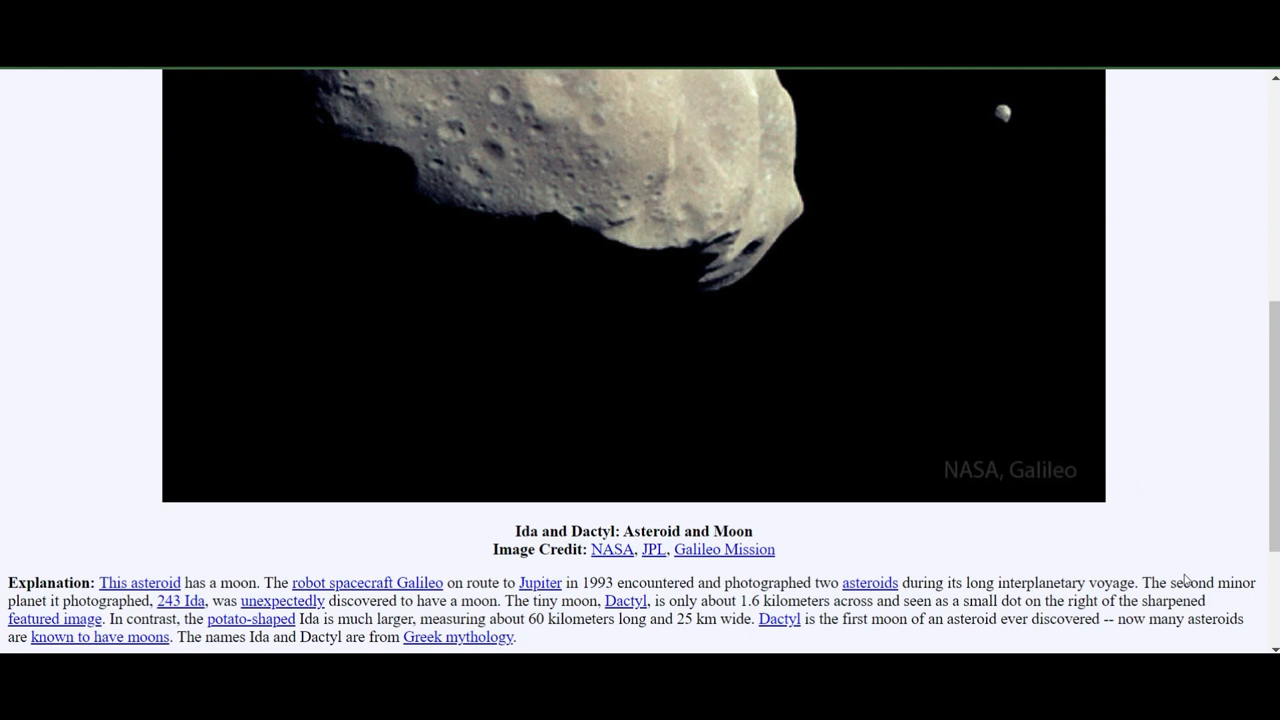 NASA, Galileo
Ida and Dactyl: Asteroid and Moon
Image Credit: NASA, JPL, Galileo Mission
Explanation: This asteroid has a moon. The robot spacecraft Galileo on route to Jupiter in 1993 encountered and photographed two asteroids during its long interplanetary voyage. The second minor
planet it photographed, 243 Ida, was unexpectedly discovered to have a moon. The tiny moon, Dactyl, is only about 1.6 kilometers across and seen as a small dot on the right of the sharpened
featured image. In contrast, the potato-shaped Ida is much larger, measuring about 60 kilometers long and 25 km wide. Dactyl is the first moon of an asteroid ever discovered -- now many asteroids
are known to have moons. The names Ida and Dactyl are from Greek mythology.